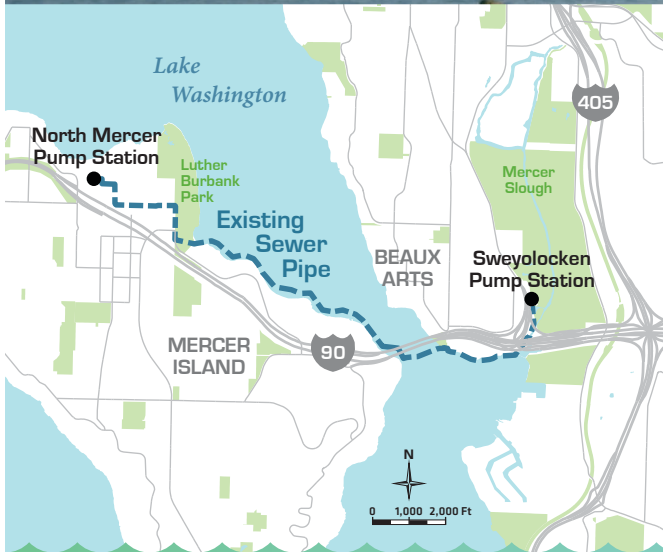 Lake
Washington
405
North Mercer
Pump Station
Luther
Burbank
Park
Mercer
Slough
Existing
Sewer
Pipe
BEAUX
ARTS
Sweyolocken
Pump Station
MERCER
ISLAND
90
N
0 1,000 2,000 Ft